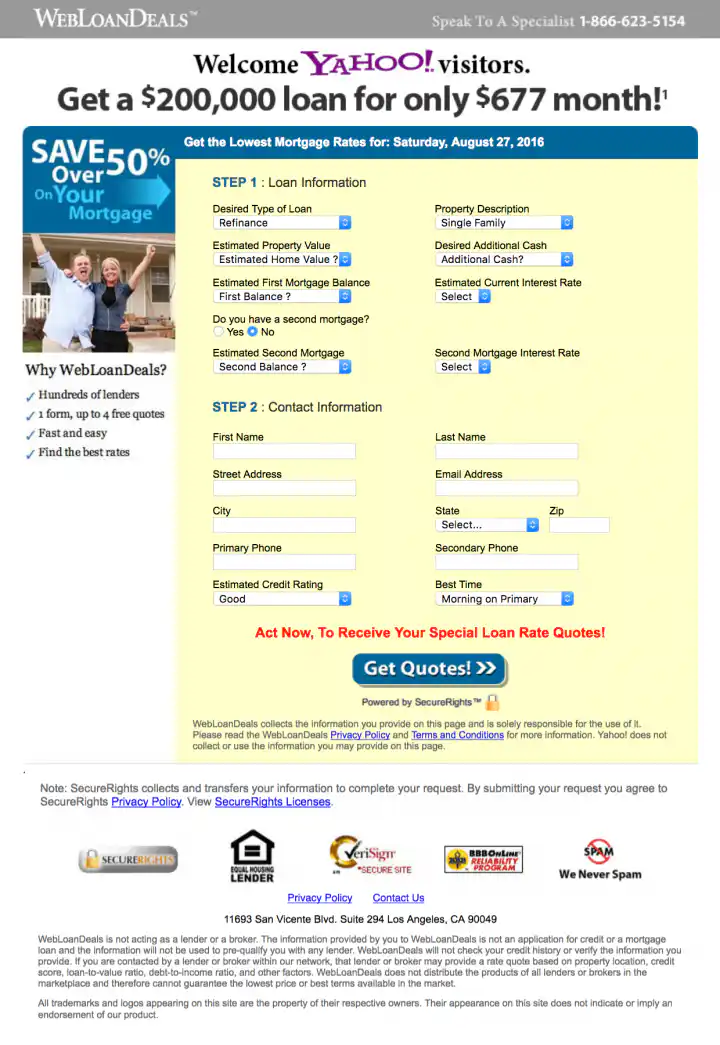 WEBLOANDEALS™
Speak To A Specialist 1-866-623-5154
Welcome YAHOO! visitors.
Get a $200,000 loan for only $677 month!¹
SAVE 50%
Over
On Your
Mortgage
Get the Lowest Mortgage Rates for: Saturday, August 27, 2016
STEP 1 : Loan Information
Desired Type of Loan
Refinance
Property Description
Single Family
Estimated Property Value
Estimated Home Value ?
Desired Additional Cash
Additional Cash?
Estimated First Mortgage Balance
First Balance ?
Estimated Current Interest Rate
Select
Do you have a second mortgage?
Yes No
Estimated Second Mortgage
Second Balance ?
Second Mortgage Interest Rate
Select
Why WebLoanDeals?
✓ Hundreds of lenders
✓ 1 form, up to 4 free quotes
✓ Fast and easy
✓ Find the best rates
STEP 2 : Contact Information
First Name
Last Name
Street Address
Email Address
City
State
Select...
Zip
Primary Phone
Secondary Phone
Estimated Credit Rating
Good
Best Time
Morning on Primary
Act Now, To Receive Your Special Loan Rate Quotes!
Get Quotes! >>
Powered by SecureRights™
WebLoanDeals collects the information you provide on this page and is solely responsible for the use of it.
Please read the WebLoanDeals Privacy Policy and Terms and Conditions for more information. Yahoo! does not
collect or use the information you may provide on this page.
Note: SecureRights collects and transfers your information to complete your request. By submitting your request you agree to
SecureRights Privacy Policy. View SecureRights Licenses.
SECURERIGHTS
EQUAL HOUSING
LENDER
VeriSign
SECURE SITE
BBBONLINE
RELIABILITY
PROGRAM
SPAM
We Never Spam
Privacy Policy Contact Us
11693 San Vicente Blvd. Suite 294 Los Angeles, CA 90049
WebLoanDeals is not acting as a lender or a broker. The information provided by you to WebLoanDeals is not an application for credit or a mortgage
loan and the information will not be used to pre-qualify you with any lender. WebLoanDeals will not check your credit history or verify the information you
provide. If you are contacted by a lender or broker within our network, that lender or broker may provide a rate quote based on property location, credit
score, loan-to-value ratio, debt-to-income ratio, and other factors. WebLoanDeals does not distribute the products of all lenders or brokers in the
marketplace and therefore cannot guarantee the lowest price or best terms available in the market.
All trademarks and logos appearing on this site are the property of their respective owners. Their appearance on this site does not indicate or imply an
endorsement of our product.